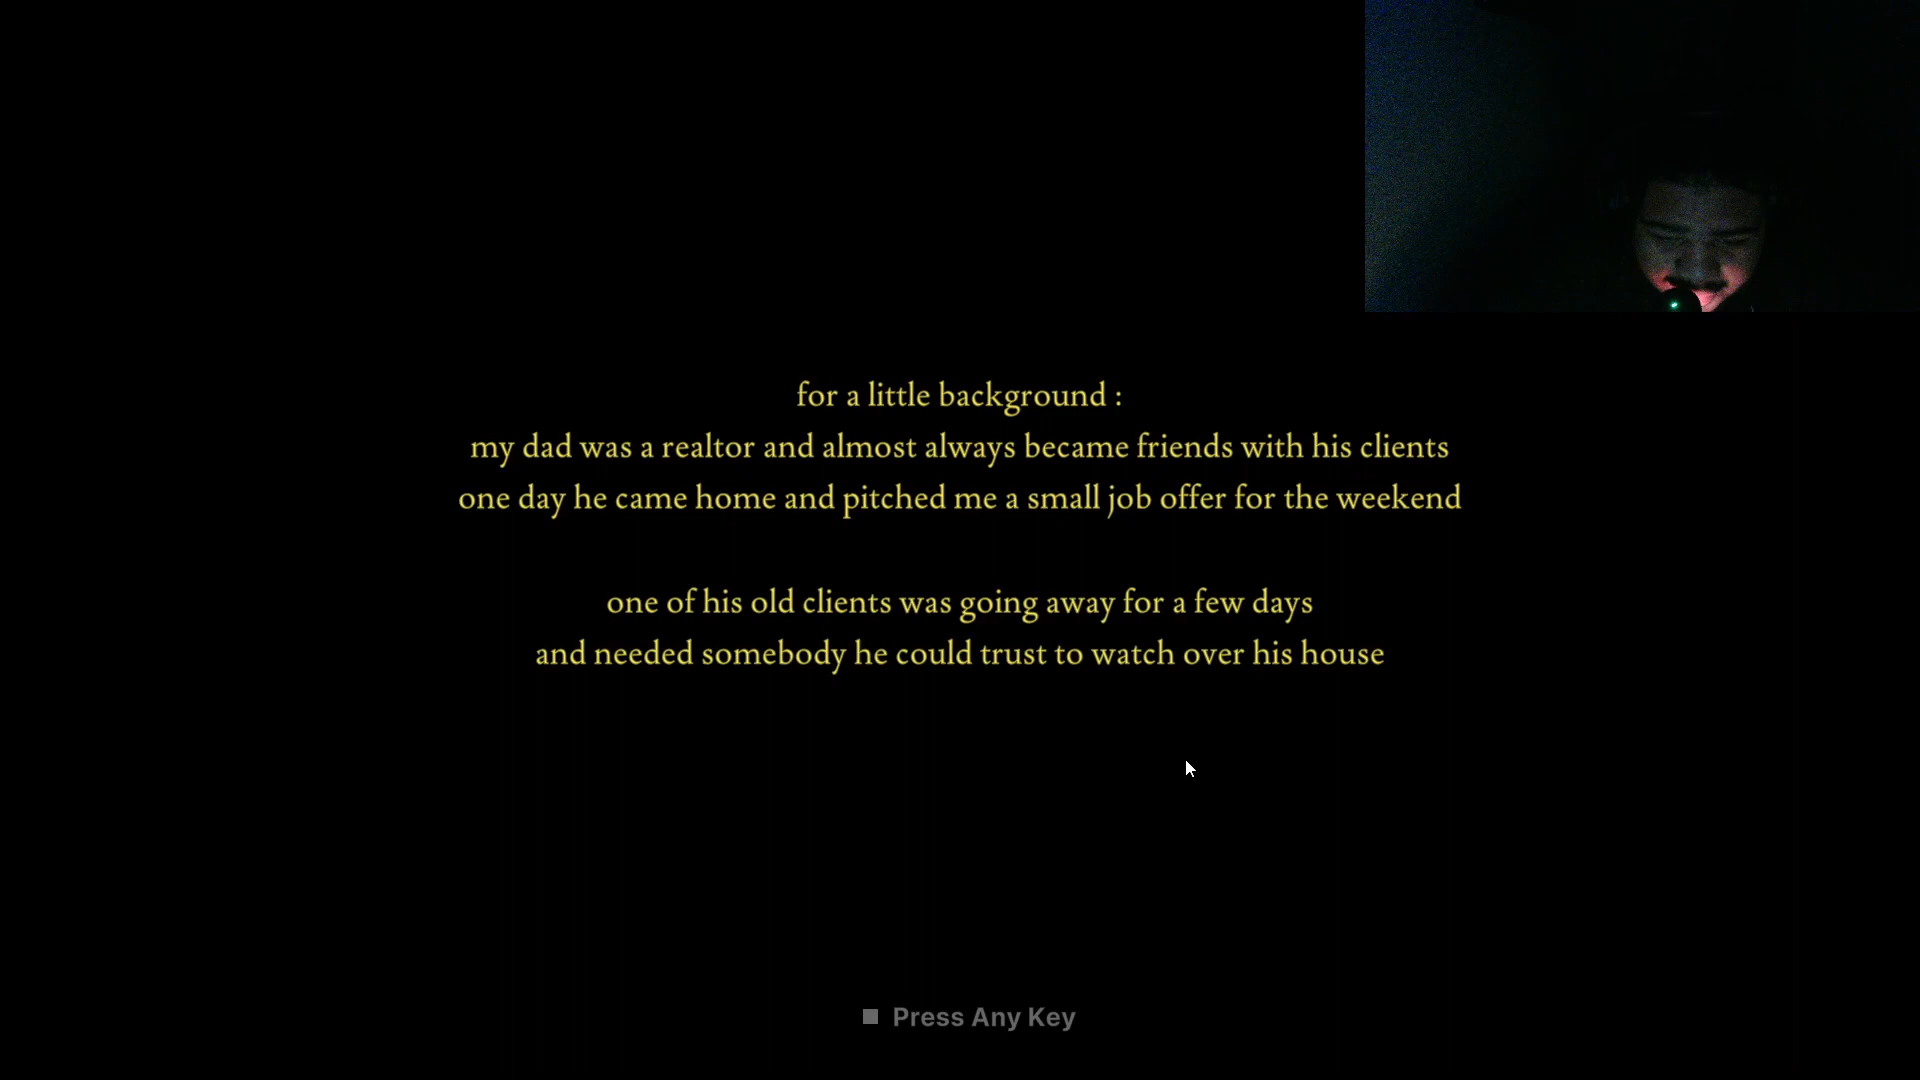 for a little background :
my dad was a realtor and almost always became friends with his clients
one day he came home and pitched me a small job offer for the weekend
one of his old clients was going away for a few days
and needed somebody he could trust to watch over his house
Press Any Key